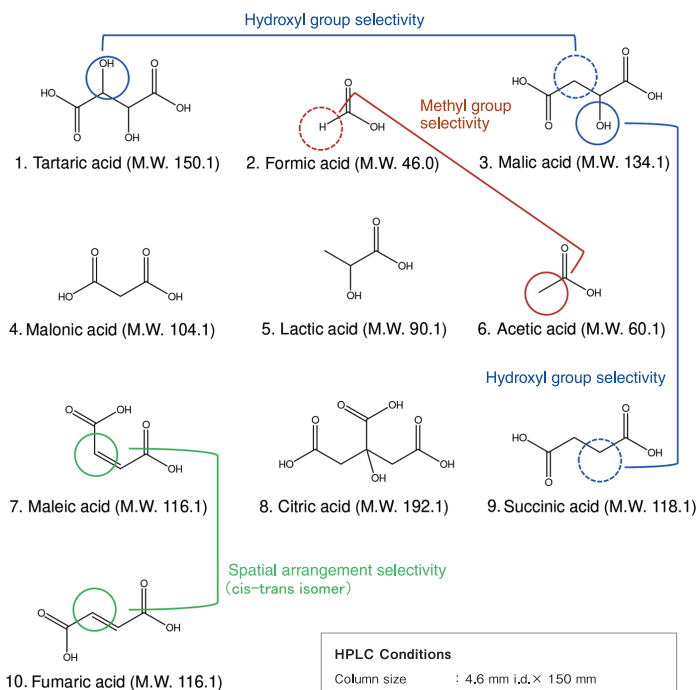 Hydroxyl group selectivity
OH
O
HO
OH
O
OH
1. Tartaric acid (M.W. 150.1)
O
H
OH
2. Formic acid (M.W. 46.0)
Methyl group
selectivity
O
HO
OH
O
OH
3. Malic acid (M.W. 134.1)
O
O
HO
OH
4. Malonic acid (M.W. 104.1)
O
OH
OH
5. Lactic acid (M.W. 90.1)
O
OH
6. Acetic acid (M.W. 60.1)
Hydroxyl group selectivity
O
OH
O
OH
7. Maleic acid (M.W. 116.1)
O
O
OH
O
HO
OH
OH
8. Citric acid (M.W. 192.1)
O
HO
OH
O
9. Succinic acid (M.W. 118.1)
Spatial arrangement selectivity
(cis-trans isomer)
O
O
OH
OH
10. Fumaric acid (M.W. 116.1)
HPLC Conditions
Column size : 4.6 mm i.d. × 150 mm